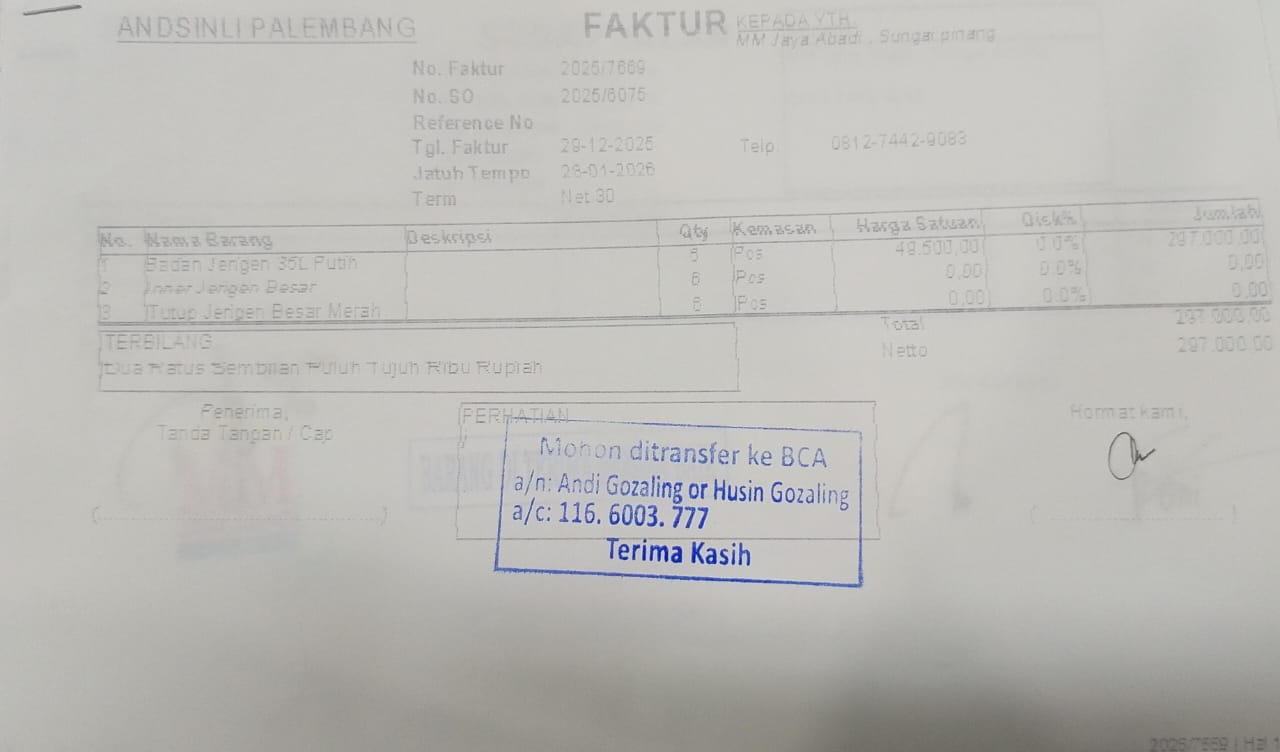 ANDSINLI PALEMBANG
FAKTUR
KEPADA YTH.
MM Jaya Abadi , Sungai pinang
No. Faktur 2025/7669
No. SO 2025/6075
Reference No
Tgl. Faktur 29-12-2025 Telp. 0812-7442-9083
Jatuh Tempo 28-01-2026
Term Net 30
No. Nama Barang Deskripsi Qty Kemasan Harga Satuan Disk% Jumlah
1 Badan Jerigen 35L Putih 6 Pcs 49.500,00 0.0% 297.000,00
2 Inner Jerigen Besar 6 Pcs 0,00 0.0% 0,00
3 Tutup Jerigen Besar Merah 6 Pcs 0,00 0.0% 0,00
Total 297.000,00
Netto 297.000,00
TERBILANG
Dua Ratus Sembilan Puluh Tujuh Ribu Rupiah
Penerima,
Tanda Tangan / Cap
PERHATIAN
Hormat kami,
Mohon ditransfer ke BCA
a/n: Andi Gozaling or Husin Gozaling
a/c: 116. 6003. 777
Terima Kasih